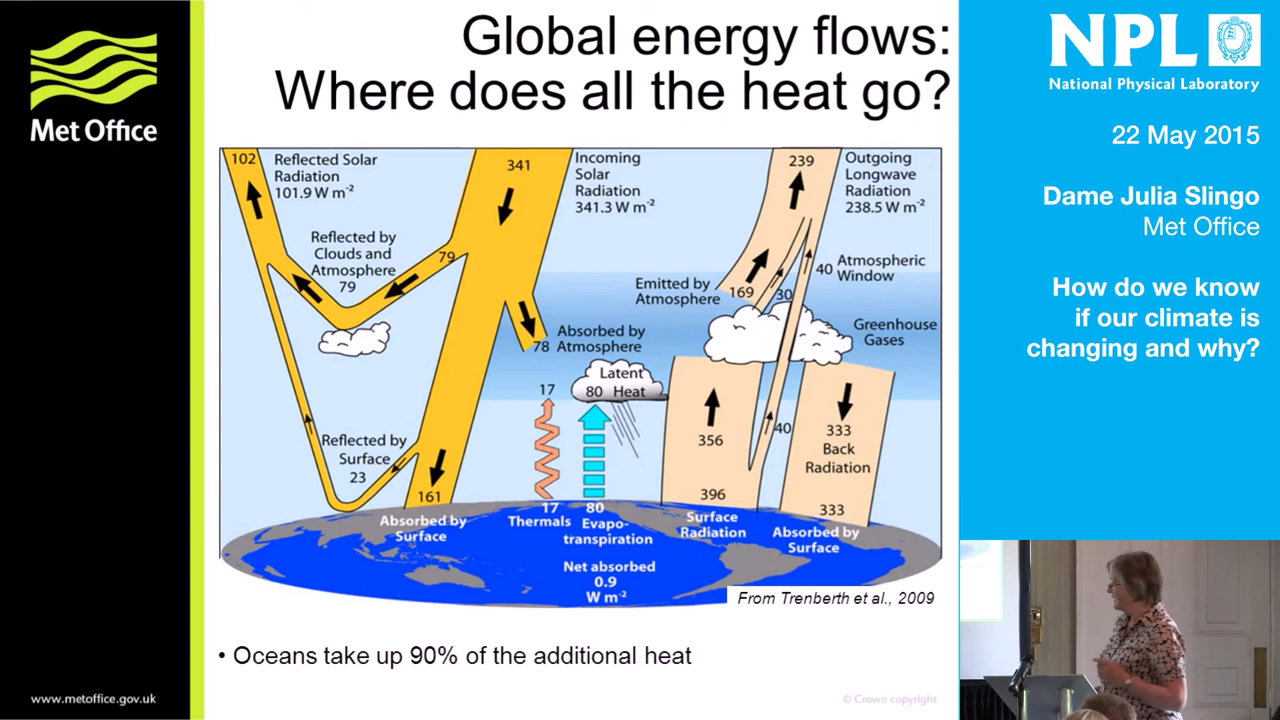 Met Office
www.metoffice.gov.uk
Global energy flows:
Where does all the heat go?
102
Reflected Solar
Radiation
101.9 W m-2
341
Incoming
Solar
Radiation
341.3 W m-2
239
Outgoing
Longwave
Radiation
238.5 W m-2
Reflected by
Clouds and
Atmosphere
79
79
Emitted by
Atmosphere
169
30
40
Atmospheric
Window
Greenhouse
Gases
78
Absorbed by
Atmosphere
17
Latent
80 Heat
Reflected by
Surface
23
161
356
40
333
Back
Radiation
396
333
Absorbed by
Surface
17
Thermals
80
Evapo-
transpiration
Surface
Radiation
Absorbed by
Surface
Net absorbed
0.9
W m-2
From Trenberth et al., 2009
• Oceans take up 90% of the additional heat
© Crown copyright
NPL
National Physical Laboratory
22 May 2015
Dame Julia Slingo
Met Office
How do we know
if our climate is
changing and why?